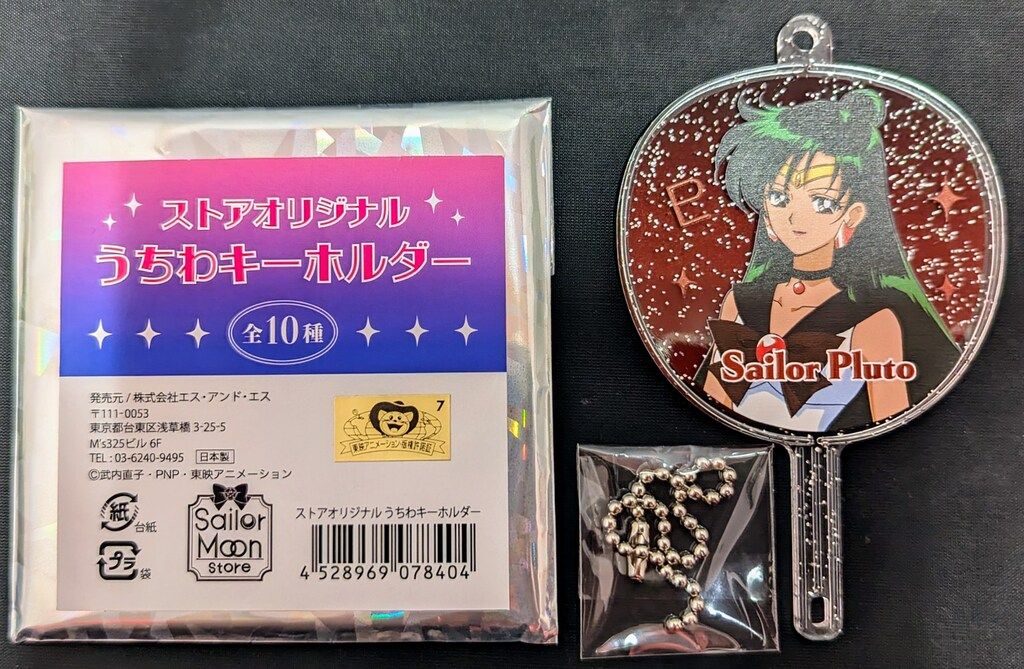 ストアオリジナル
うちわキーホルダー
全10種
発売元 / 株式会社エス・アンド・エス
〒111-0053
東京都台東区浅草橋 3-25-5
M's325ビル 6F
TEL : 03-6240-9495 日本製
©武内直子・PNP・東映アニメーション
7
東映アニメーション・版権許諾証
紙 台紙
プラ 袋
Sailor
Moon
Store
ストアオリジナル うちわキーホルダー
4 528969 078404
Sailor Pluto